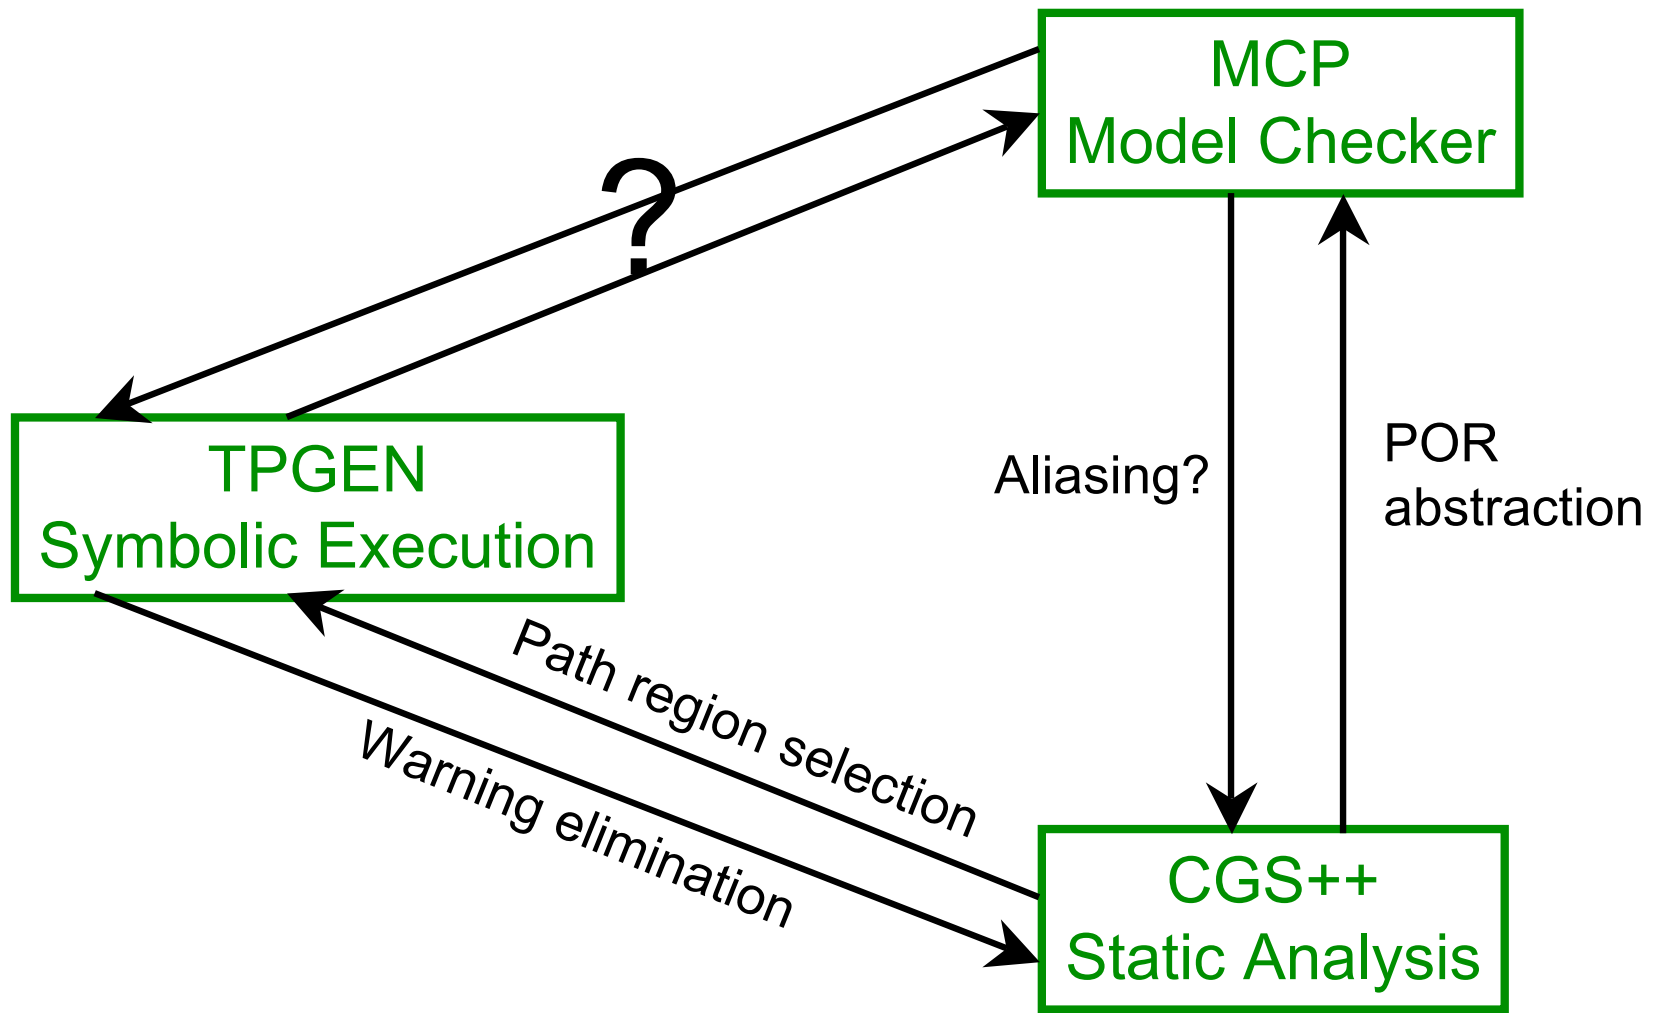 MCP
Model Checker
?
TPGEN
Symbolic Execution
Aliasing?
POR
abstraction
Path region selection
Warning elimination
CGS++
Static Analysis